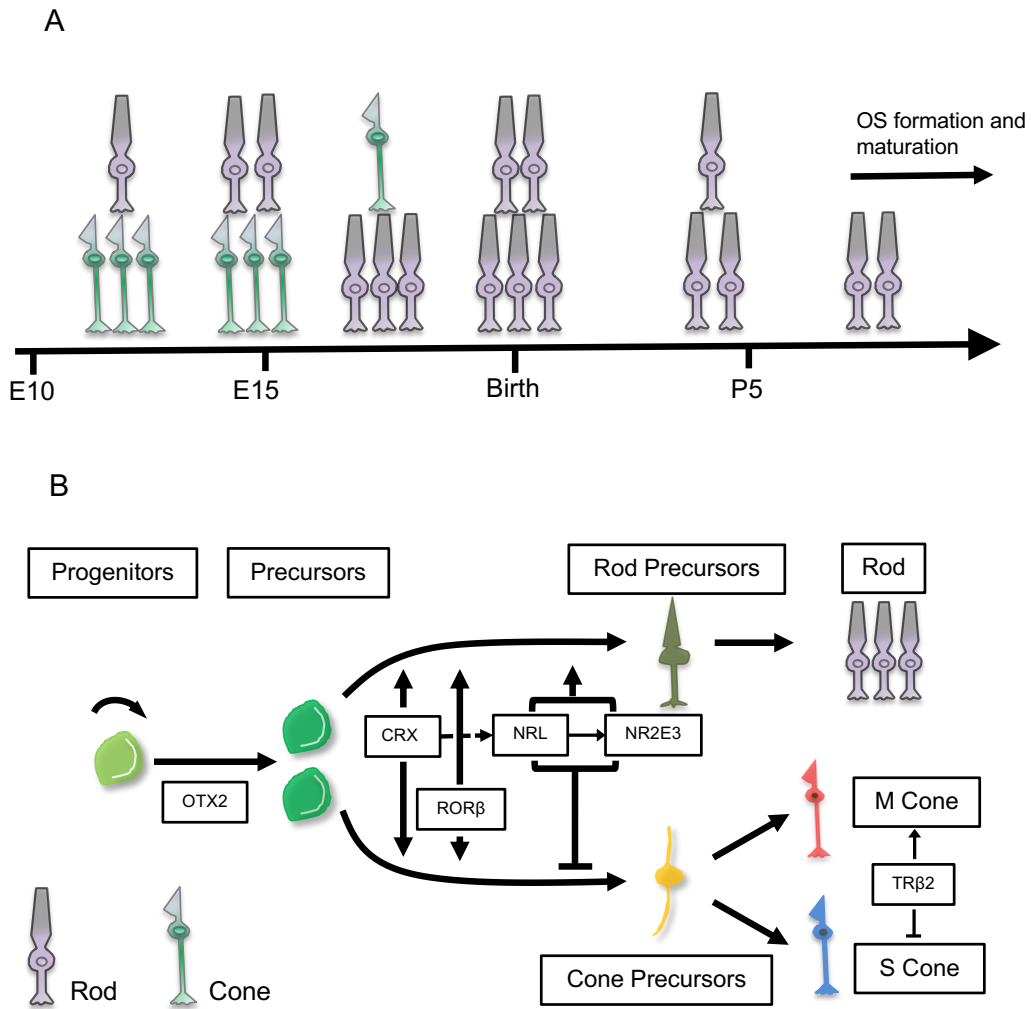 A
OS formation and
maturation
E10
E15
Birth
P5
B
Progenitors
Precursors
Rod Precursors
Rod
CRX
NRL
NR2E3
OTX2
RORβ
M Cone
TRβ2
S Cone
Cone Precursors
Rod
Cone